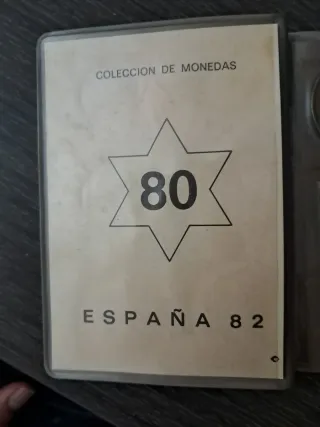 COLECCION DE MONEDAS
80
ESPAÑA 82